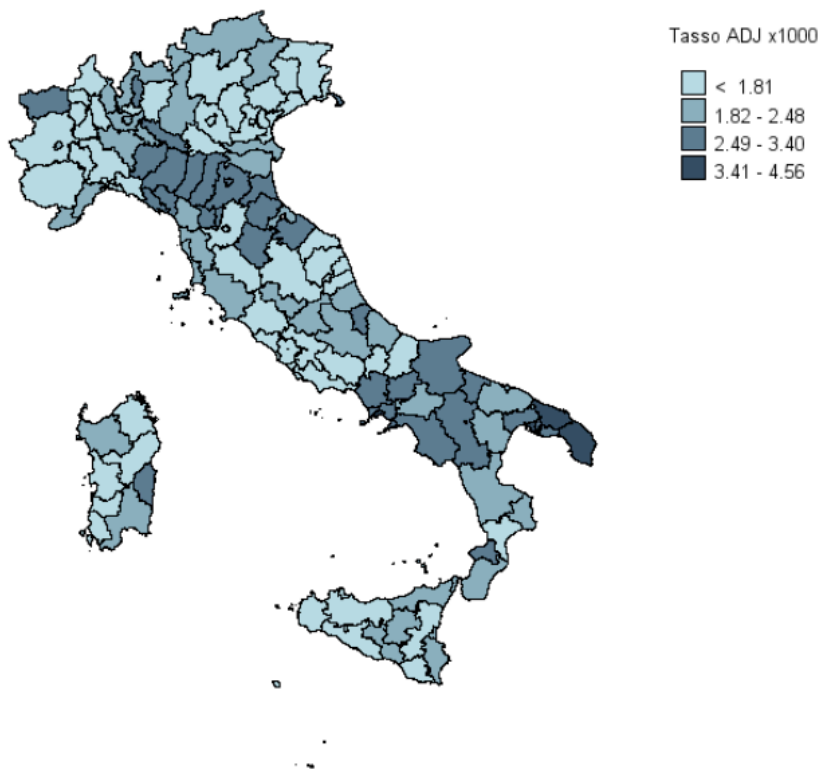 Tasso ADJ x1000
< 1.81
1.82 - 2.48
2.49 - 3.40
3.41 - 4.56